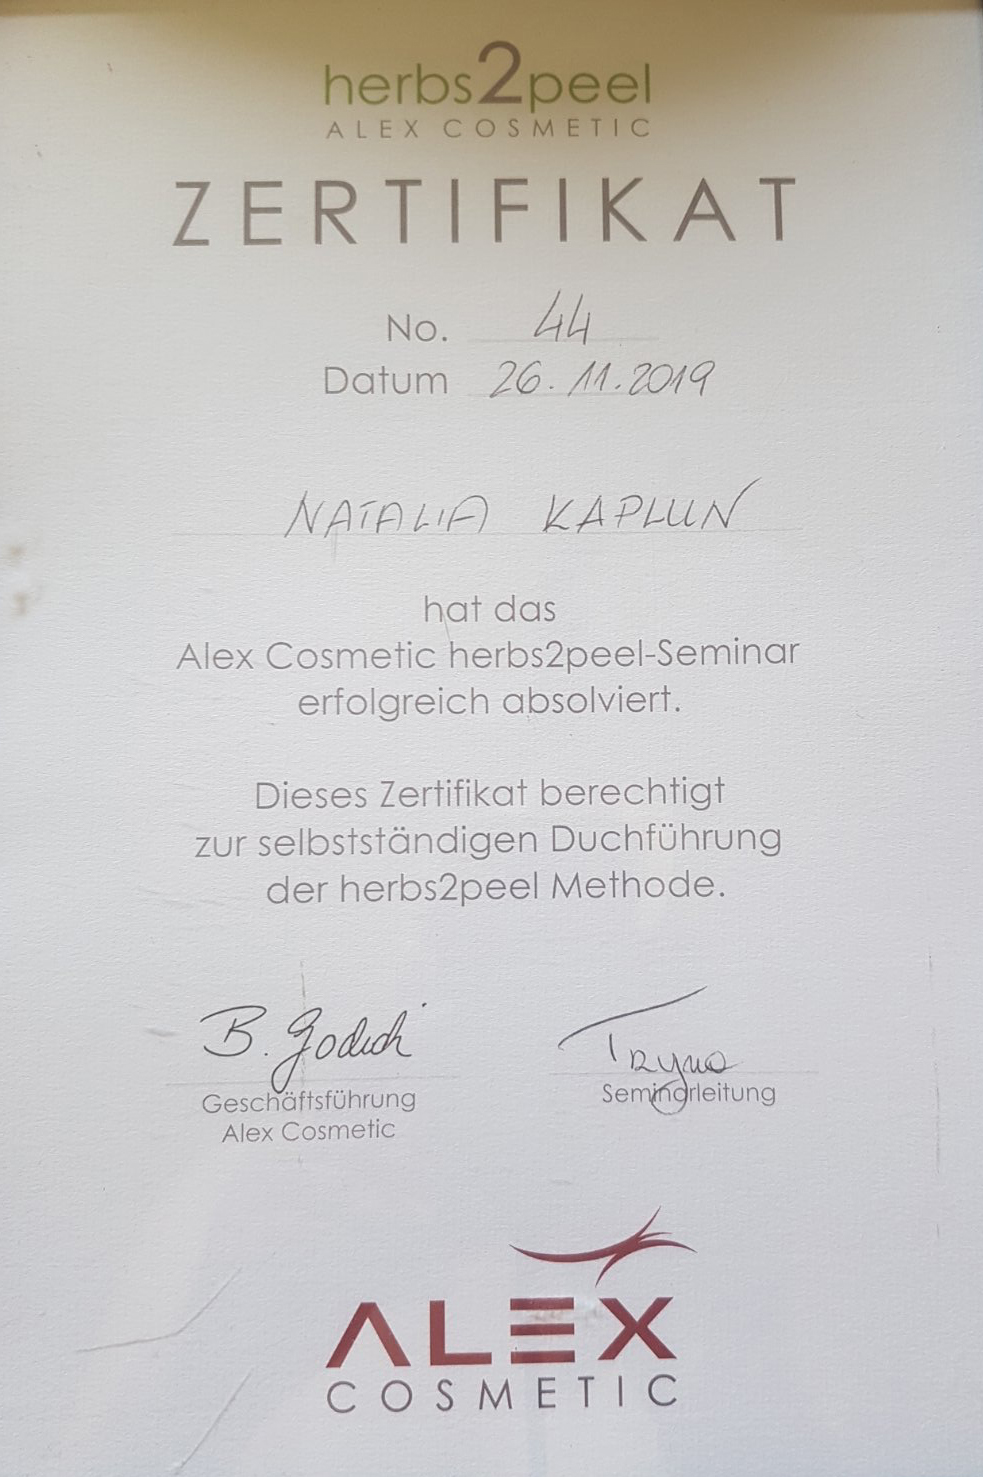 herbs2peel
ALEX COSMETIC
ZERTIFIKAT
No. 44
Datum 26.11.2019
NATALIA KAPLUN
hat das
Alex Cosmetic herbs2peel-Seminar
erfolgreich absolviert.
Dieses Zertifikat berechtigt
zur selbstständigen Duchführung
der herbs2peel Methode.
B.
Geschäftsführung
Alex Cosmetic
Seminarleitung
ALEX
COSMETIC